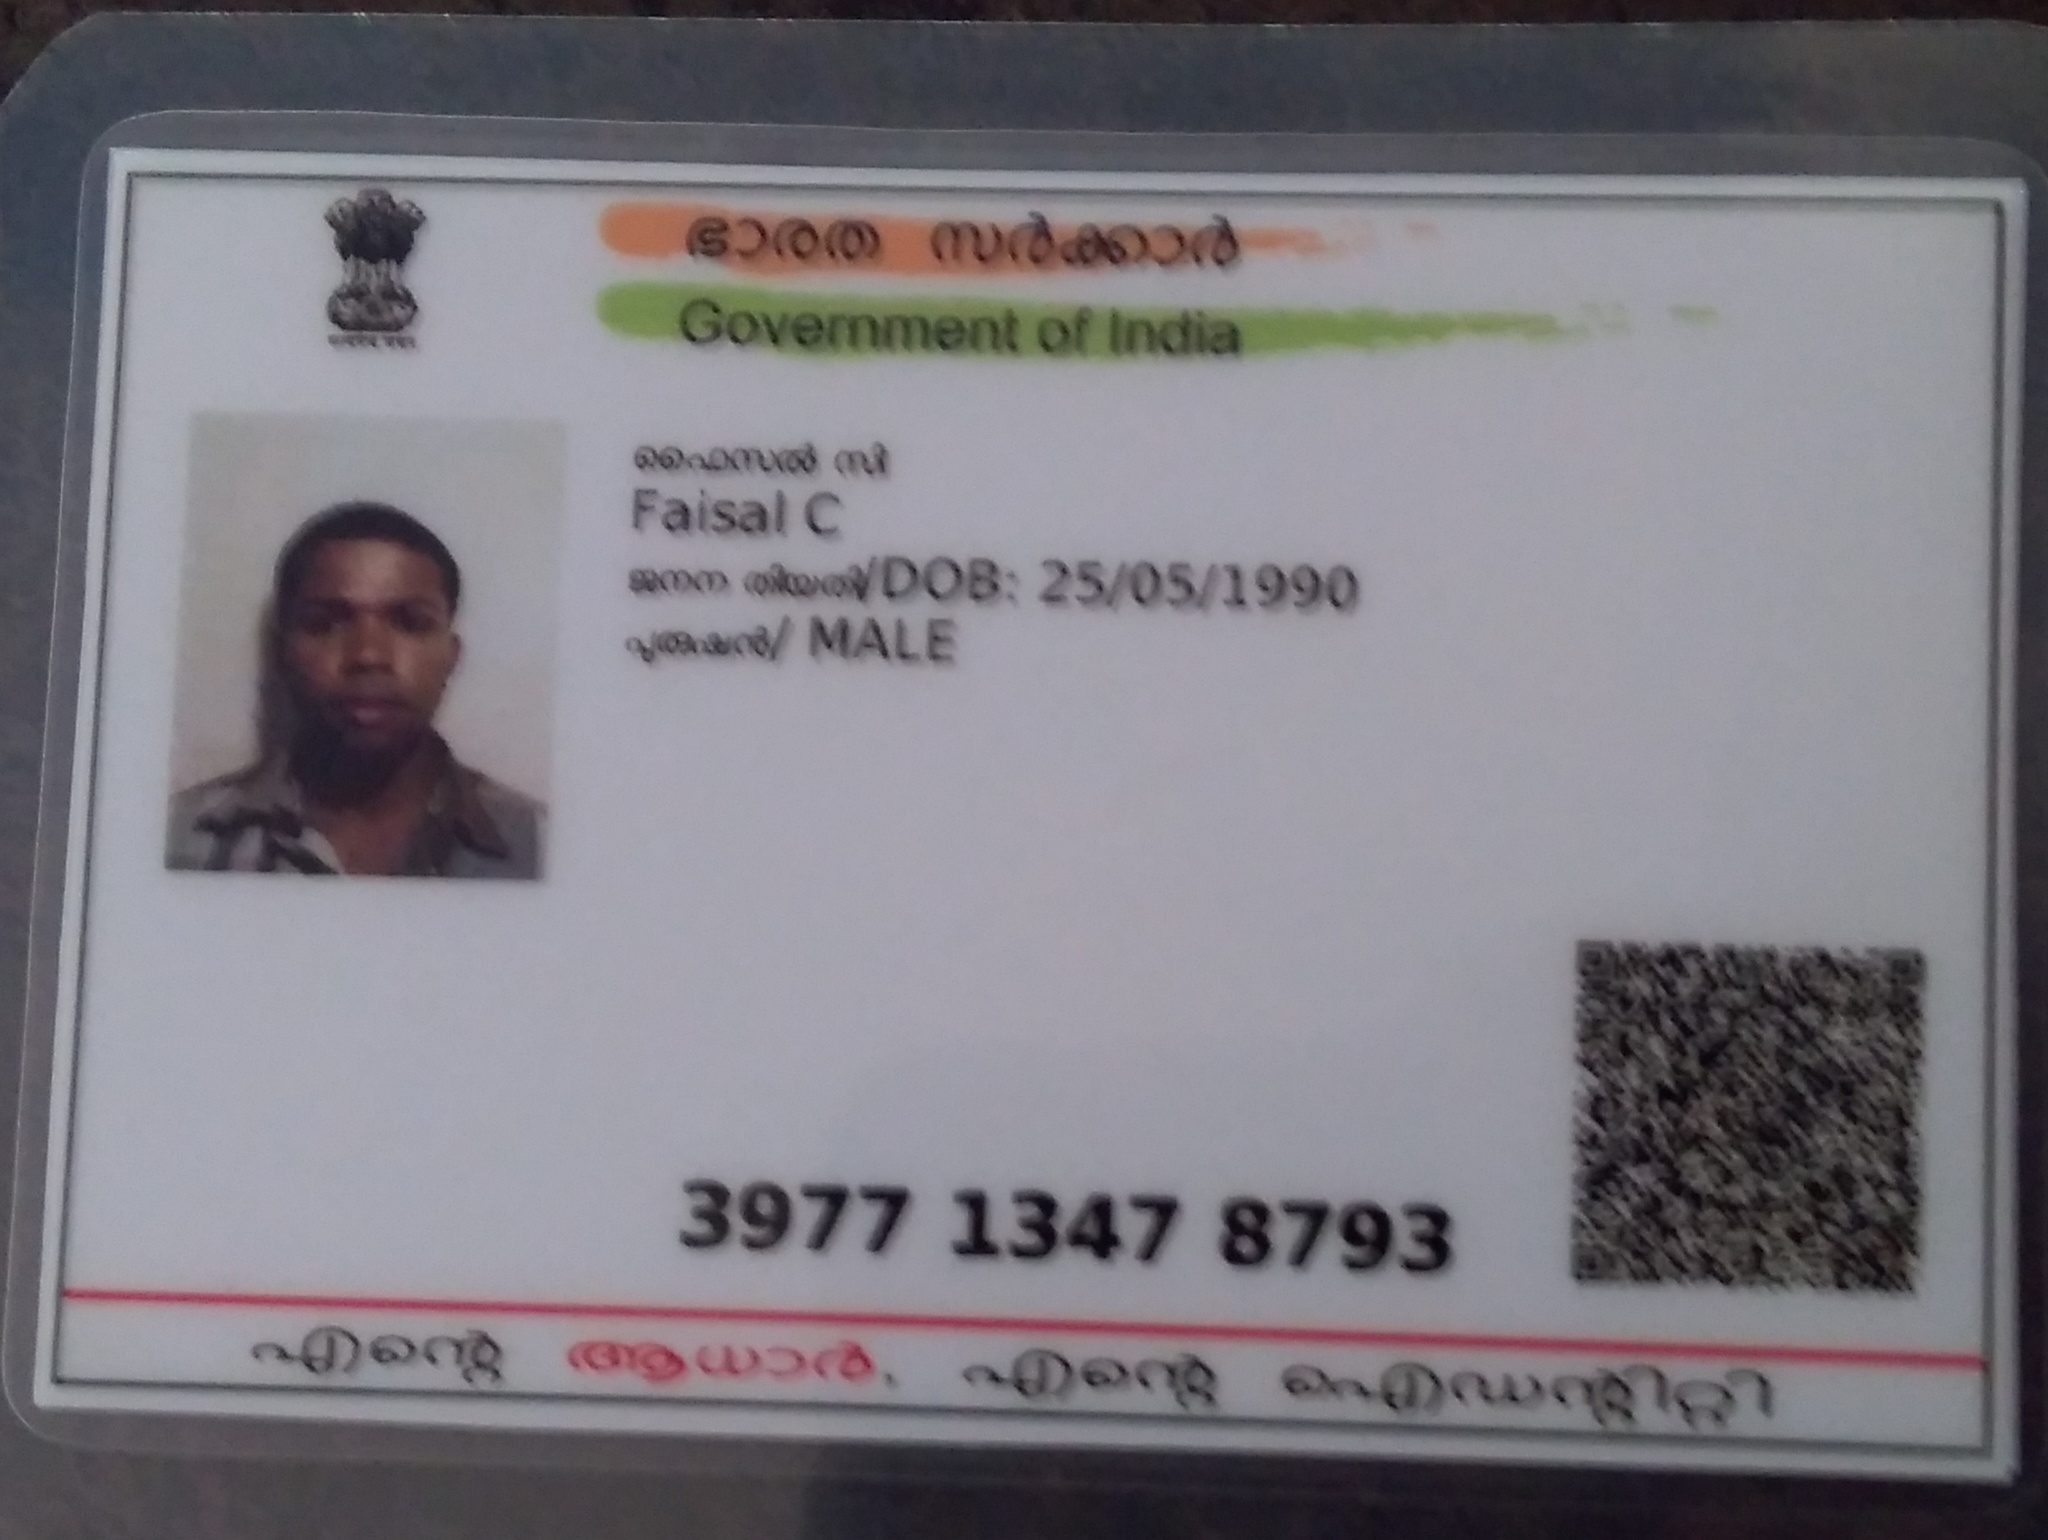 ഭാരത സർക്കാർ
Government of India
ഫൈസൽ സി
Faisal C
ജനന തിയതി/DOB: 25/05/1990
പുരുഷൻ/ MALE
3977 1347 8793
എന്റെ ആധാർ, എന്റെ ഐഡന്റിറ്റി